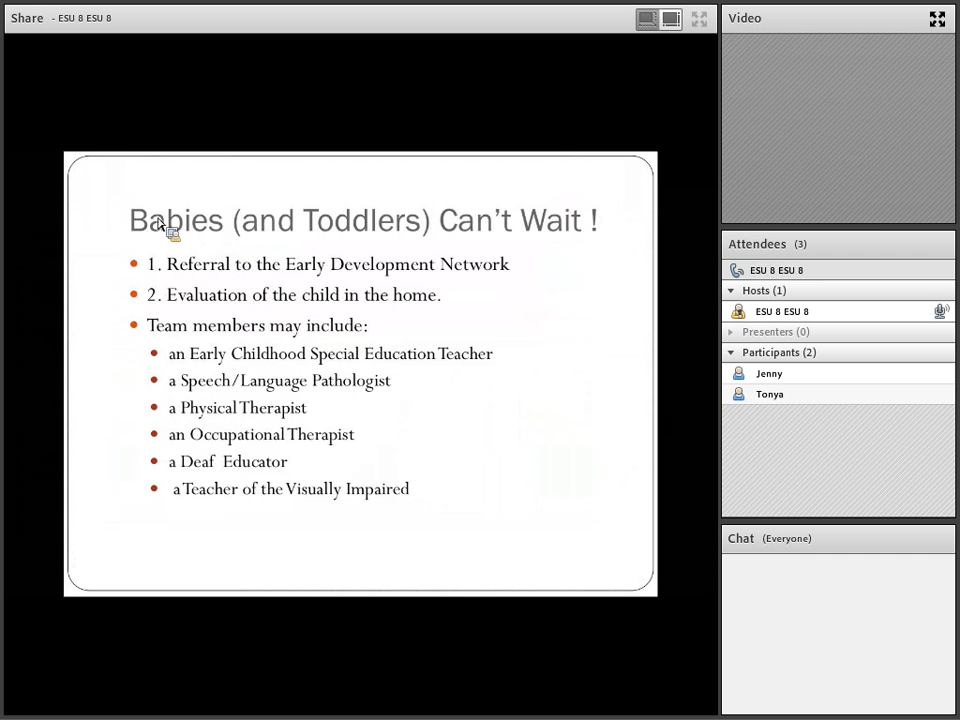 Share - ESU 8 ESU 8
Babies (and Toddlers) Can't Wait !
1. Referral to the Early Development Network
2. Evaluation of the child in the home.
Team members may include:
an Early Childhood Special Education Teacher
a Speech/Language Pathologist
a Physical Therapist
an Occupational Therapist
a Deaf Educator
a Teacher of the Visually Impaired
Video
Attendees (3)
ESU 8 ESU 8
Hosts (1)
ESU 8 ESU 8
Presenters (0)
Participants (2)
Jenny
Tonya
Chat (Everyone)